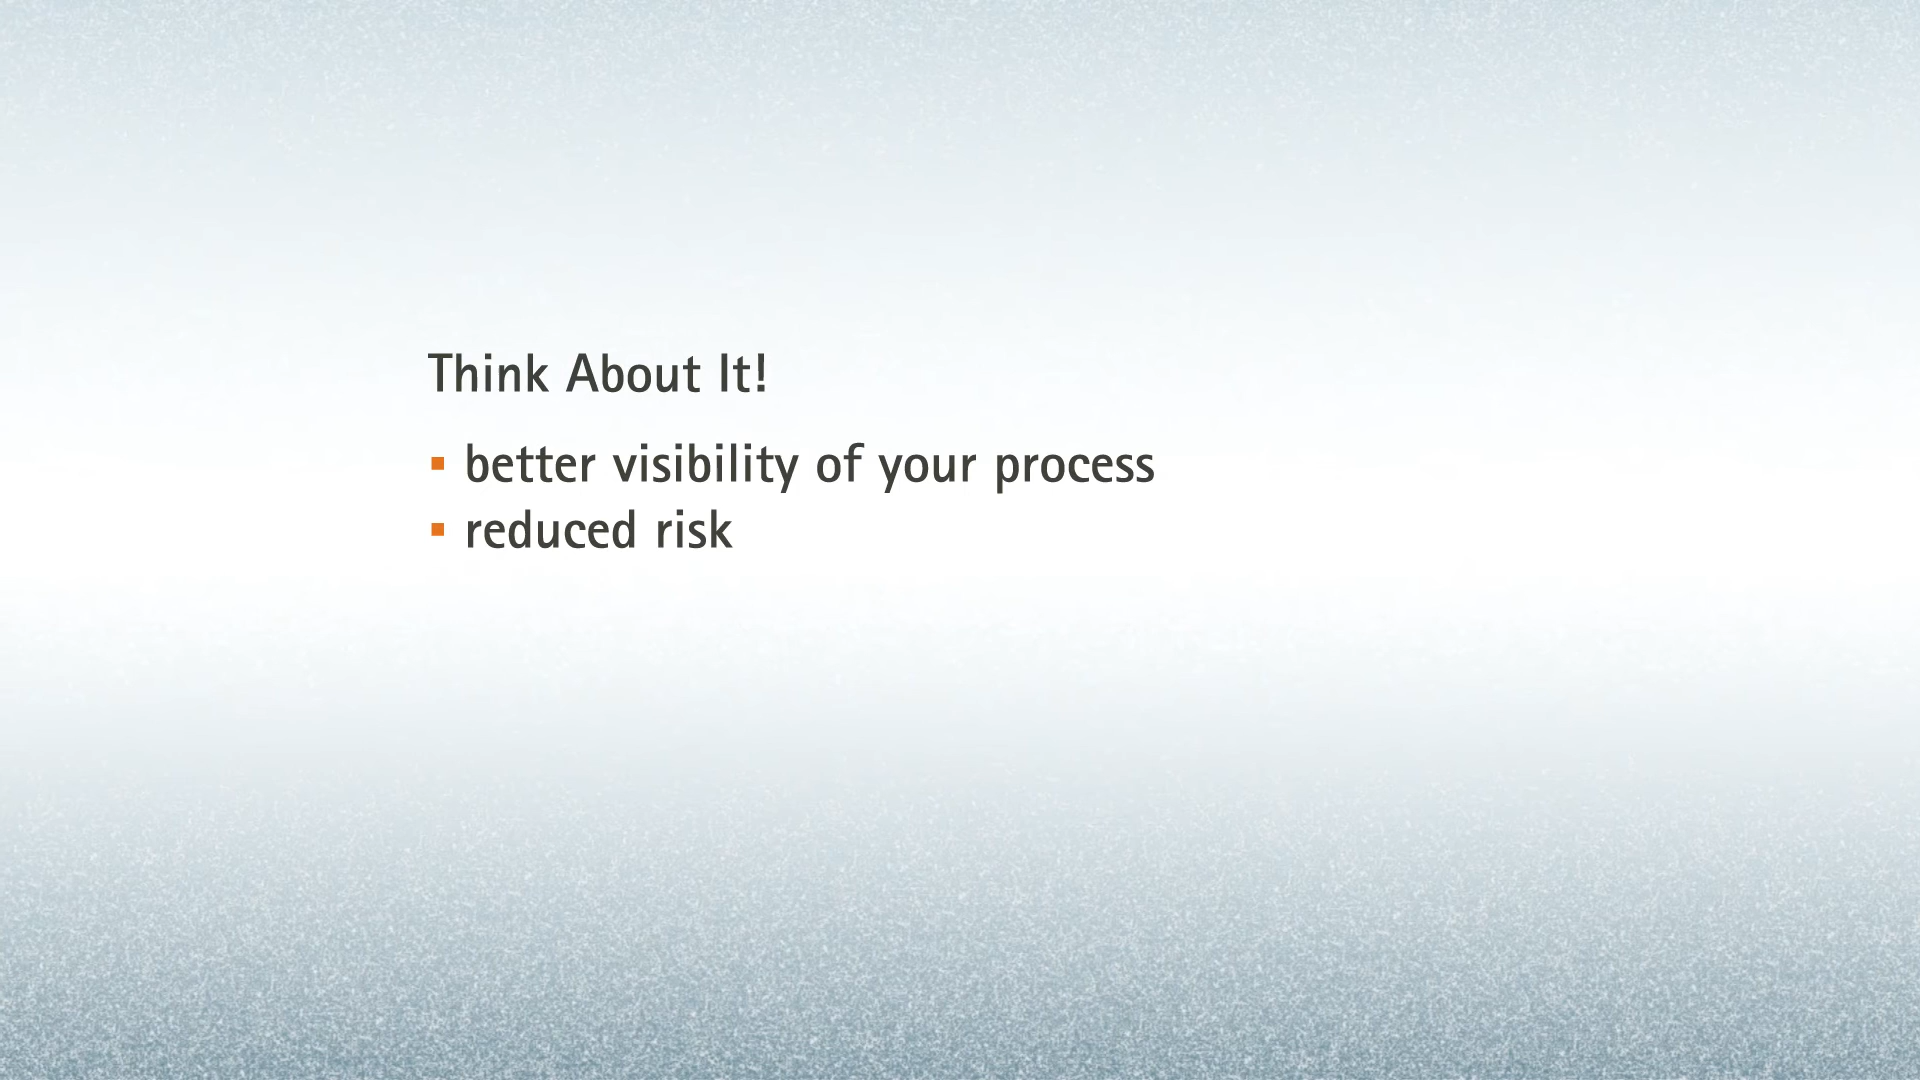 Think About It!
▪ better visibility of your process
▪ reduced risk